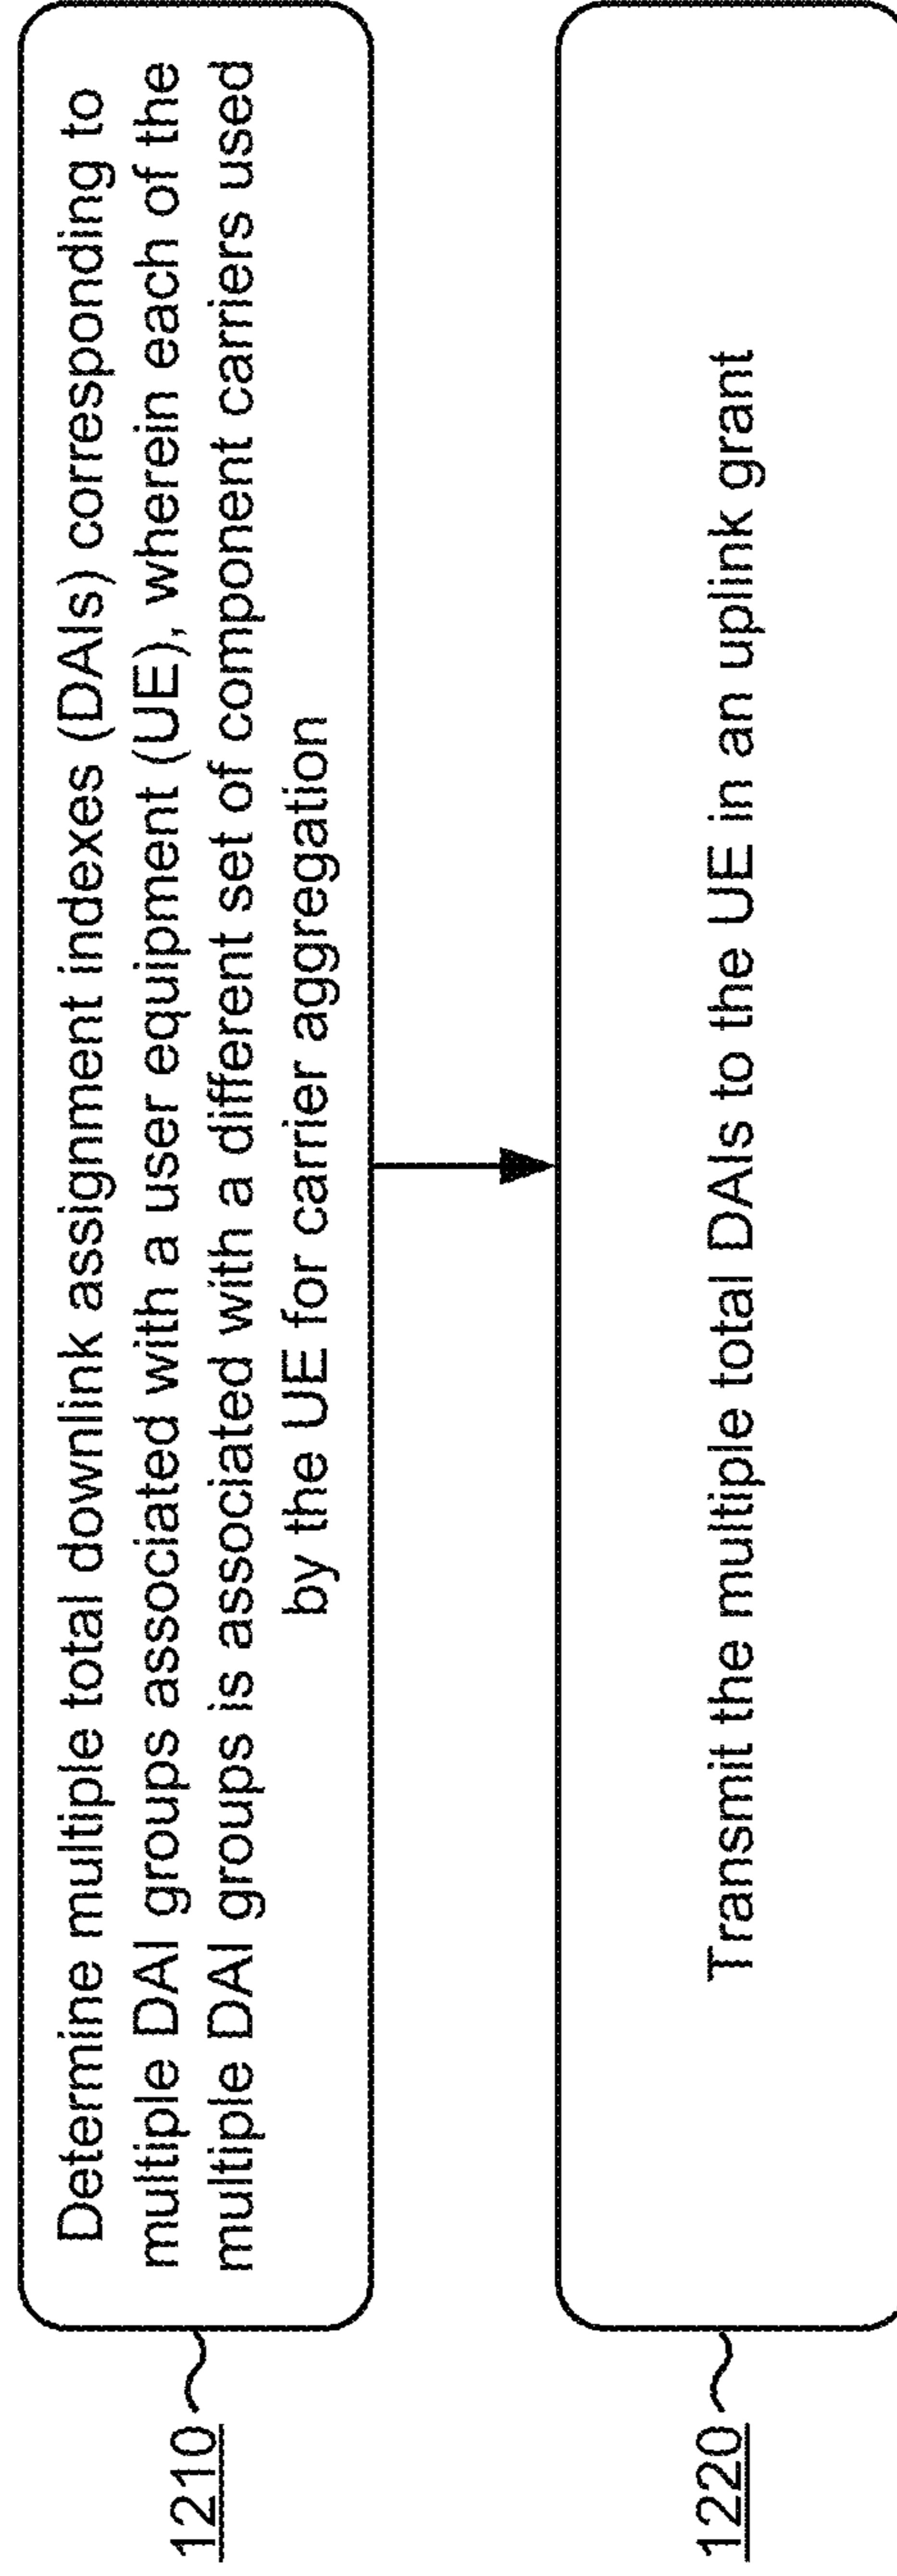 1210
Determine multiple total downlink assignment indexes (DAIs) corresponding to
multiple DAI groups associated with a user equipment (UE), wherein each of the
multiple DAI groups is associated with a different set of component carriers used
by the UE for carrier aggregation
1220
Transmit the multiple total DAIs to the UE in an uplink grant